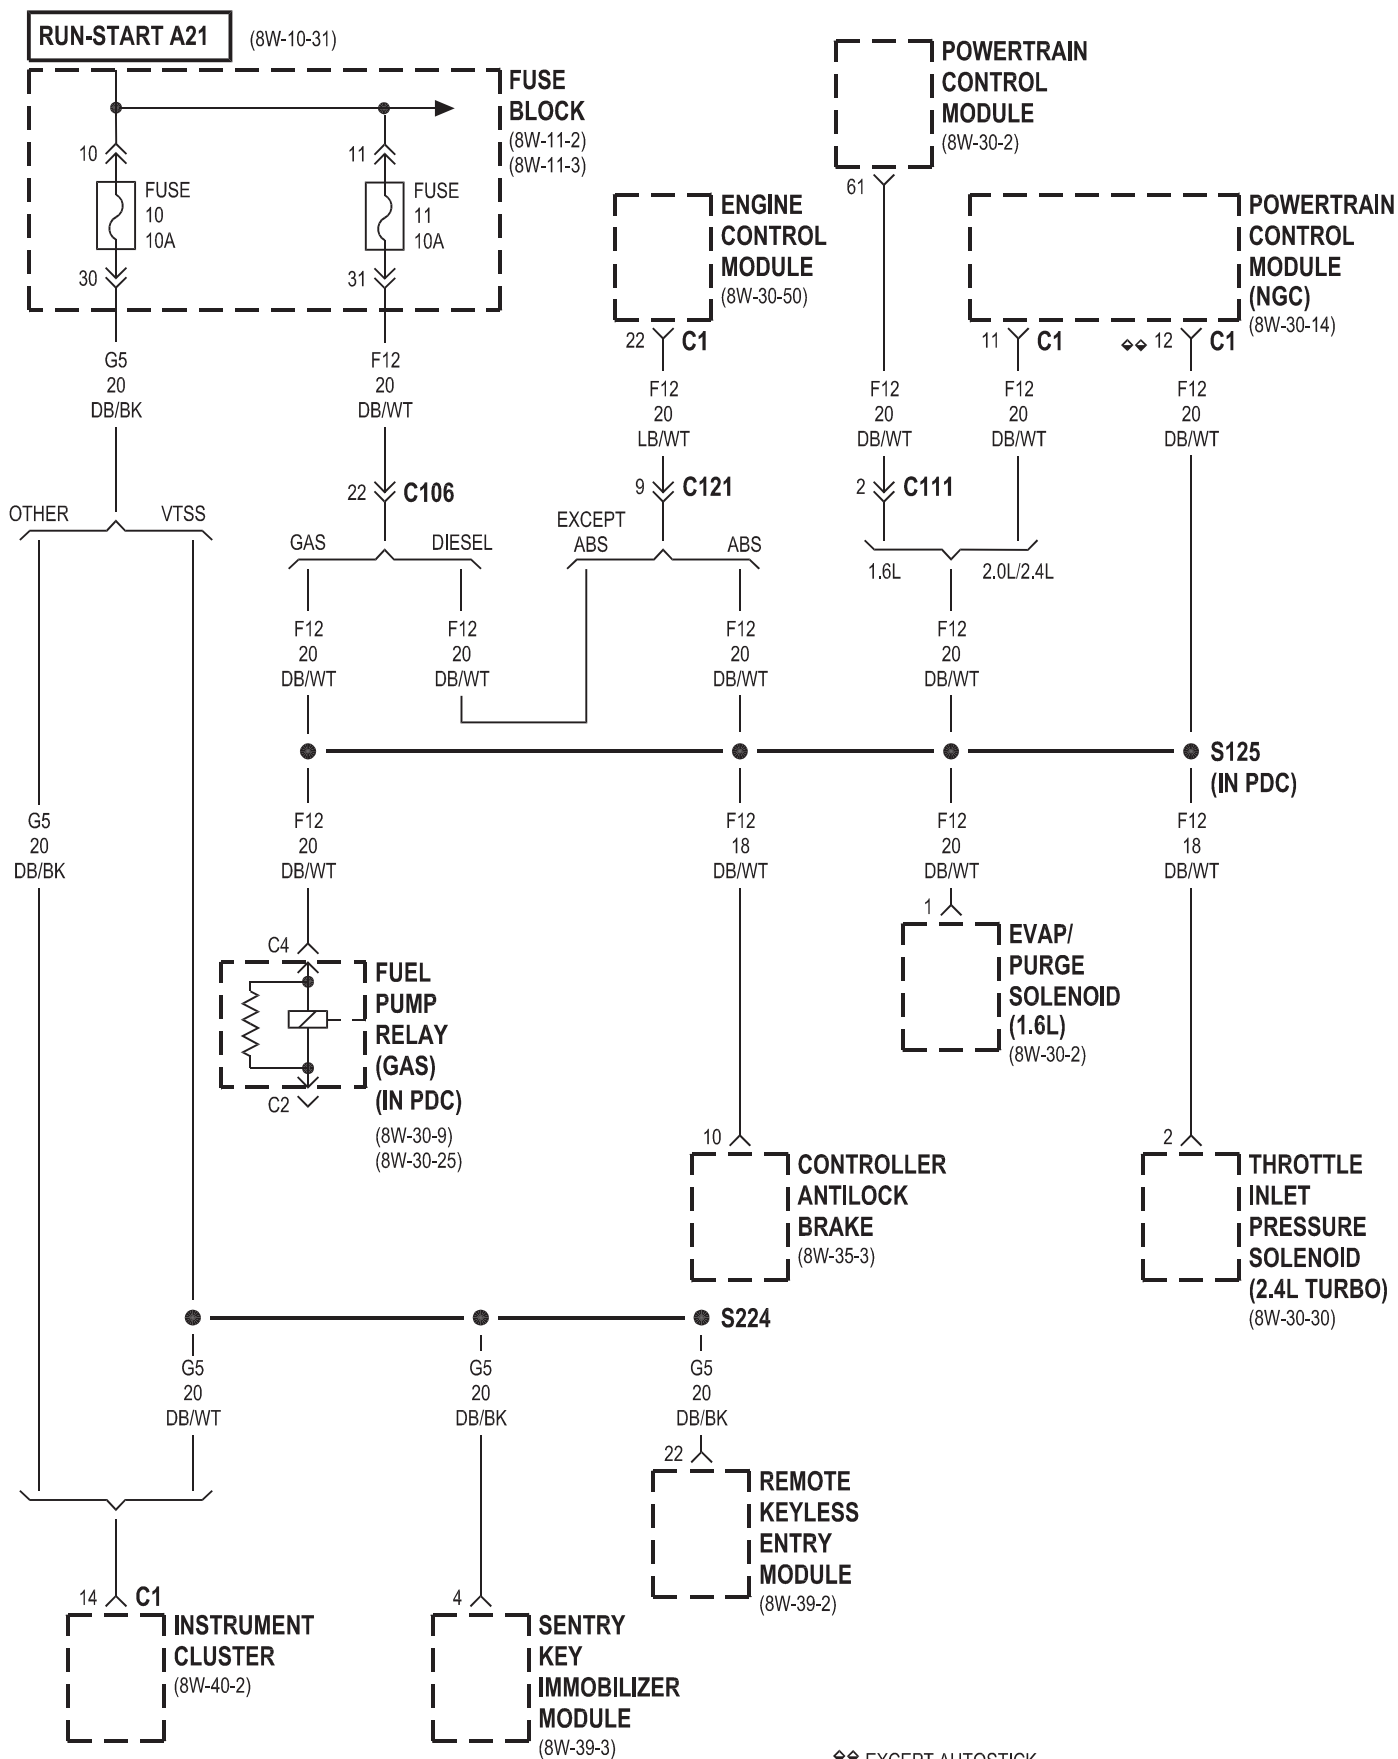 RUN-START A21 (8W-10-31)
FUSE
BLOCK
(8W-11-2)
(8W-11-3)
10
FUSE
10
10A
30
11
FUSE
11
10A
31
POWERTRAIN
CONTROL
MODULE
(8W-30-2)
61
ENGINE
CONTROL
MODULE
(8W-30-50)
22 C1
POWERTRAIN
CONTROL
MODULE
(NGC)
(8W-30-14)
11 C1
12 C1
G5
20
DB/BK
F12
20
DB/WT
F12
20
LB/WT
F12
20
DB/WT
F12
20
DB/WT
F12
20
DB/WT
22 C106
9 C121
2 C111
OTHER VTSS
GAS DIESEL
EXCEPT
ABS ABS
1.6L 2.0L/2.4L
F12
20
DB/WT
F12
20
DB/WT
F12
20
DB/WT
F12
20
DB/WT
S125
(IN PDC)
G5
20
DB/BK
F12
20
DB/WT
F12
18
DB/WT
F12
20
DB/WT
F12
18
DB/WT
C4
FUEL
PUMP
RELAY
(GAS)
(IN PDC)
(8W-30-9)
(8W-30-25)
C2
1
EVAP/
PURGE
SOLENOID
(1.6L)
(8W-30-2)
10
CONTROLLER
ANTILOCK
BRAKE
(8W-35-3)
2
THROTTLE
INLET
PRESSURE
SOLENOID
(2.4L TURBO)
(8W-30-30)
S224
G5
20
DB/WT
G5
20
DB/BK
G5
20
DB/BK
22
REMOTE
KEYLESS
ENTRY
MODULE
(8W-39-2)
14 C1
INSTRUMENT
CLUSTER
(8W-40-2)
4
SENTRY
KEY
IMMOBILIZER
MODULE
(8W-39-3)
EXCEPT AUTOSTICK